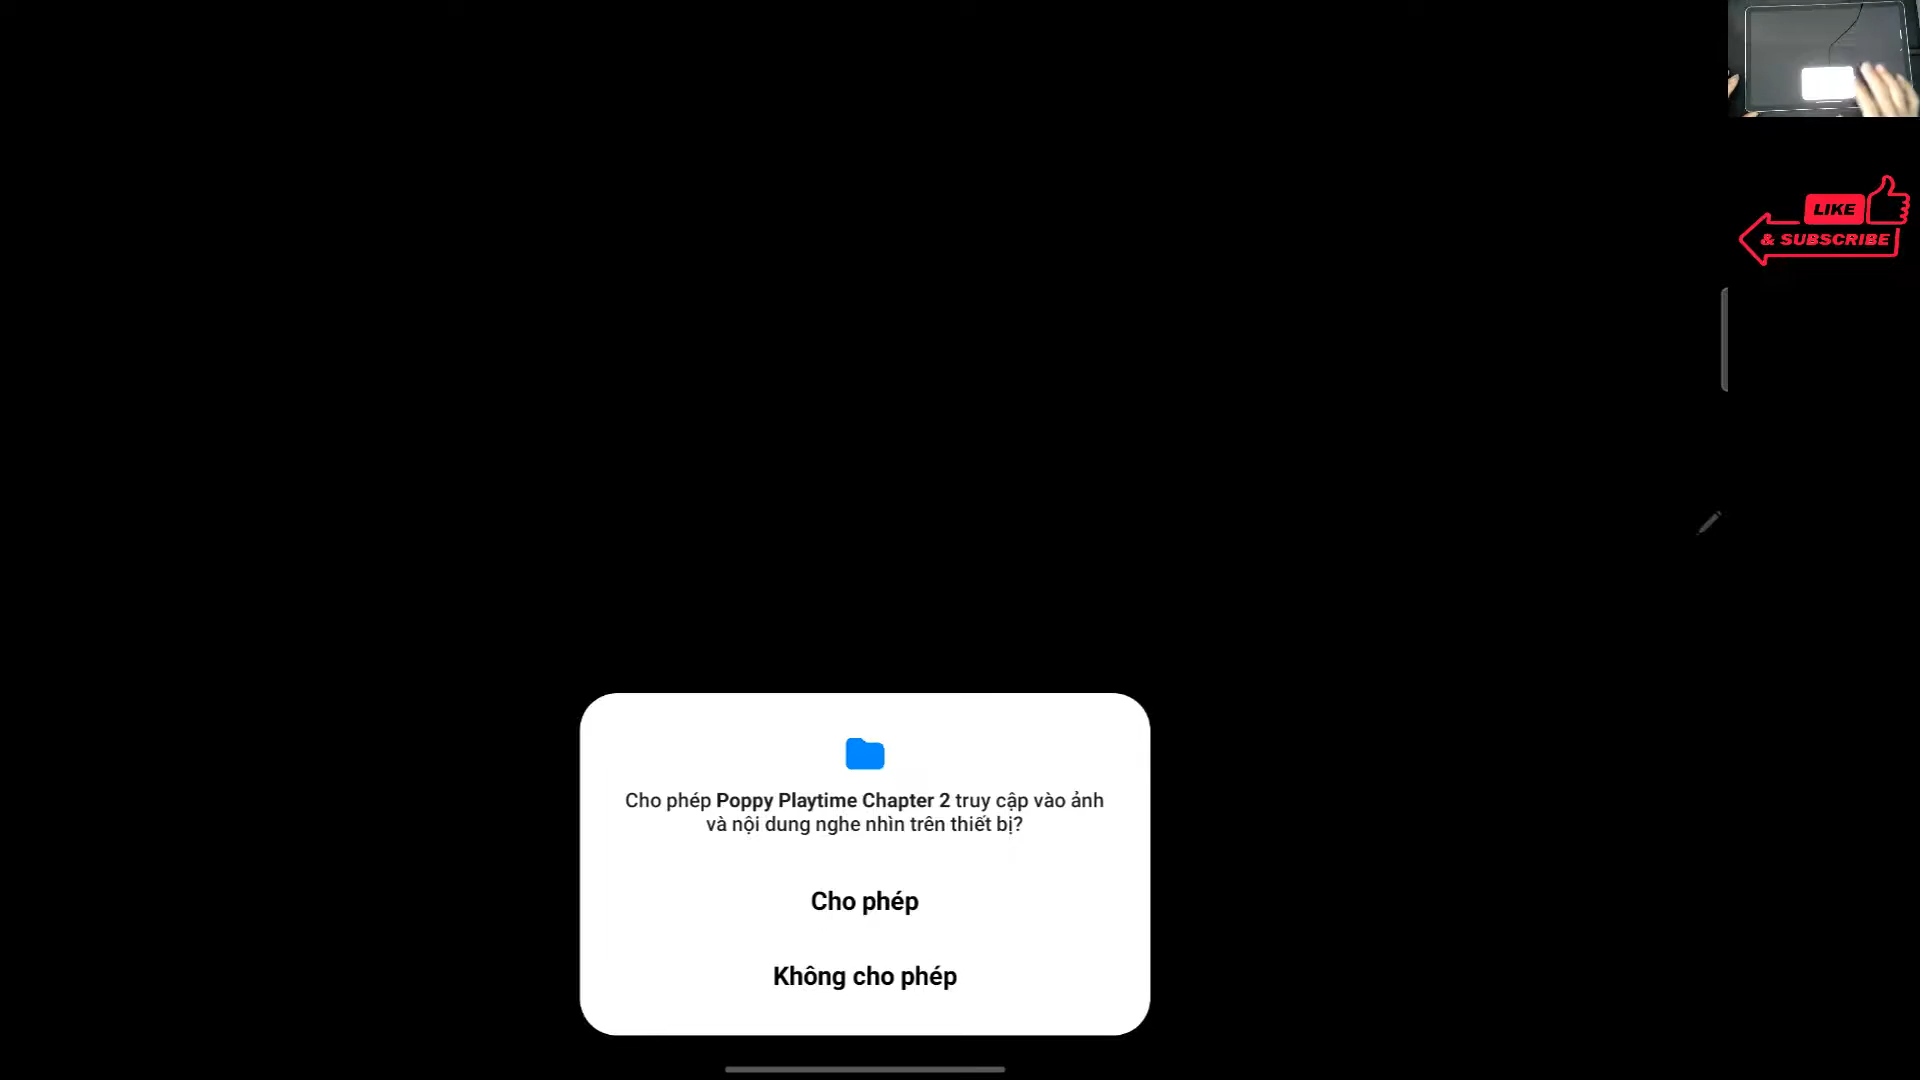 LIKE
& SUBSCRIBE
Cho phép Poppy Playtime Chapter 2 truy cập vào ảnh
và nội dung nghe nhìn trên thiết bị?
Cho phép
Không cho phép